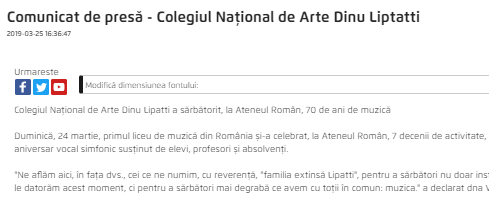 Comunicat de presă - Colegiul Național de Arte Dinu Liptatti
2019-03-25 16:36:47
Urmareste
Modifică dimensiunea fontului:
Colegiul Național de Arte Dinu Lipatti a sărbătorit, la Ateneul Român, 70 de ani de muzică
Duminică, 24 martie, primul liceu de muzică din România și-a celebrat, la Ateneul Român, 7 decenii de activitate,
aniversar vocal simfonic susținut de elevi, profesori și absolvenți.
"Ne aflăm aici, în fața dvs., cei ce ne numim, cu reverență, "familia extinsă Lipatti", pentru a sărbători nu doar
le datorăm acest moment, ci pentru a sărbători mai degrabă ce avem cu toții în comun: muzica." a declarat dna